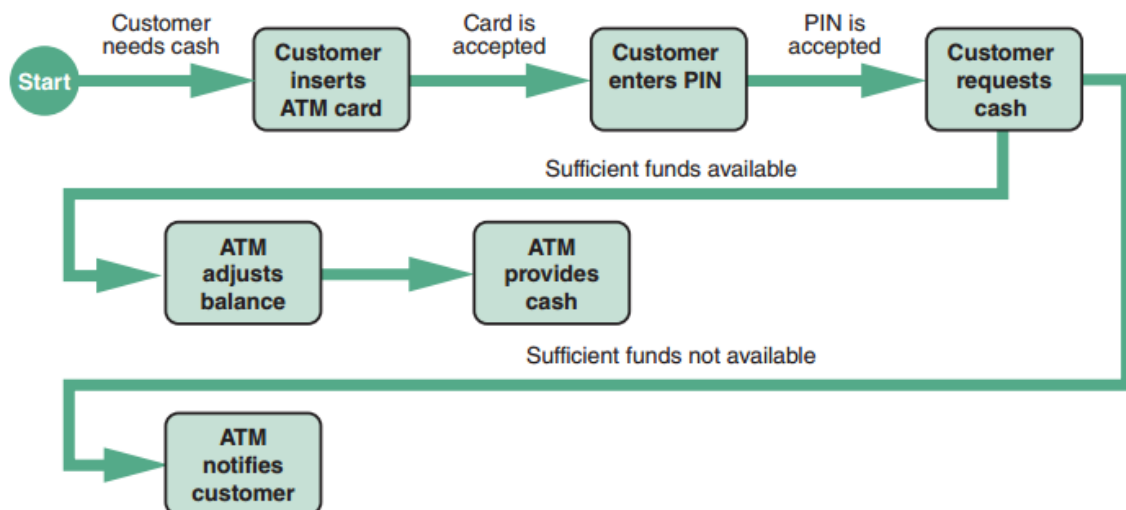 Customer
needs cash
Card is
accepted
PIN is
accepted
Start
Customer
inserts
ATM card
Customer
enters PIN
Customer
requests
cash
Sufficient funds available
ATM
adjusts
balance
ATM
provides
cash
Sufficient funds not available
ATM
notifies
customer